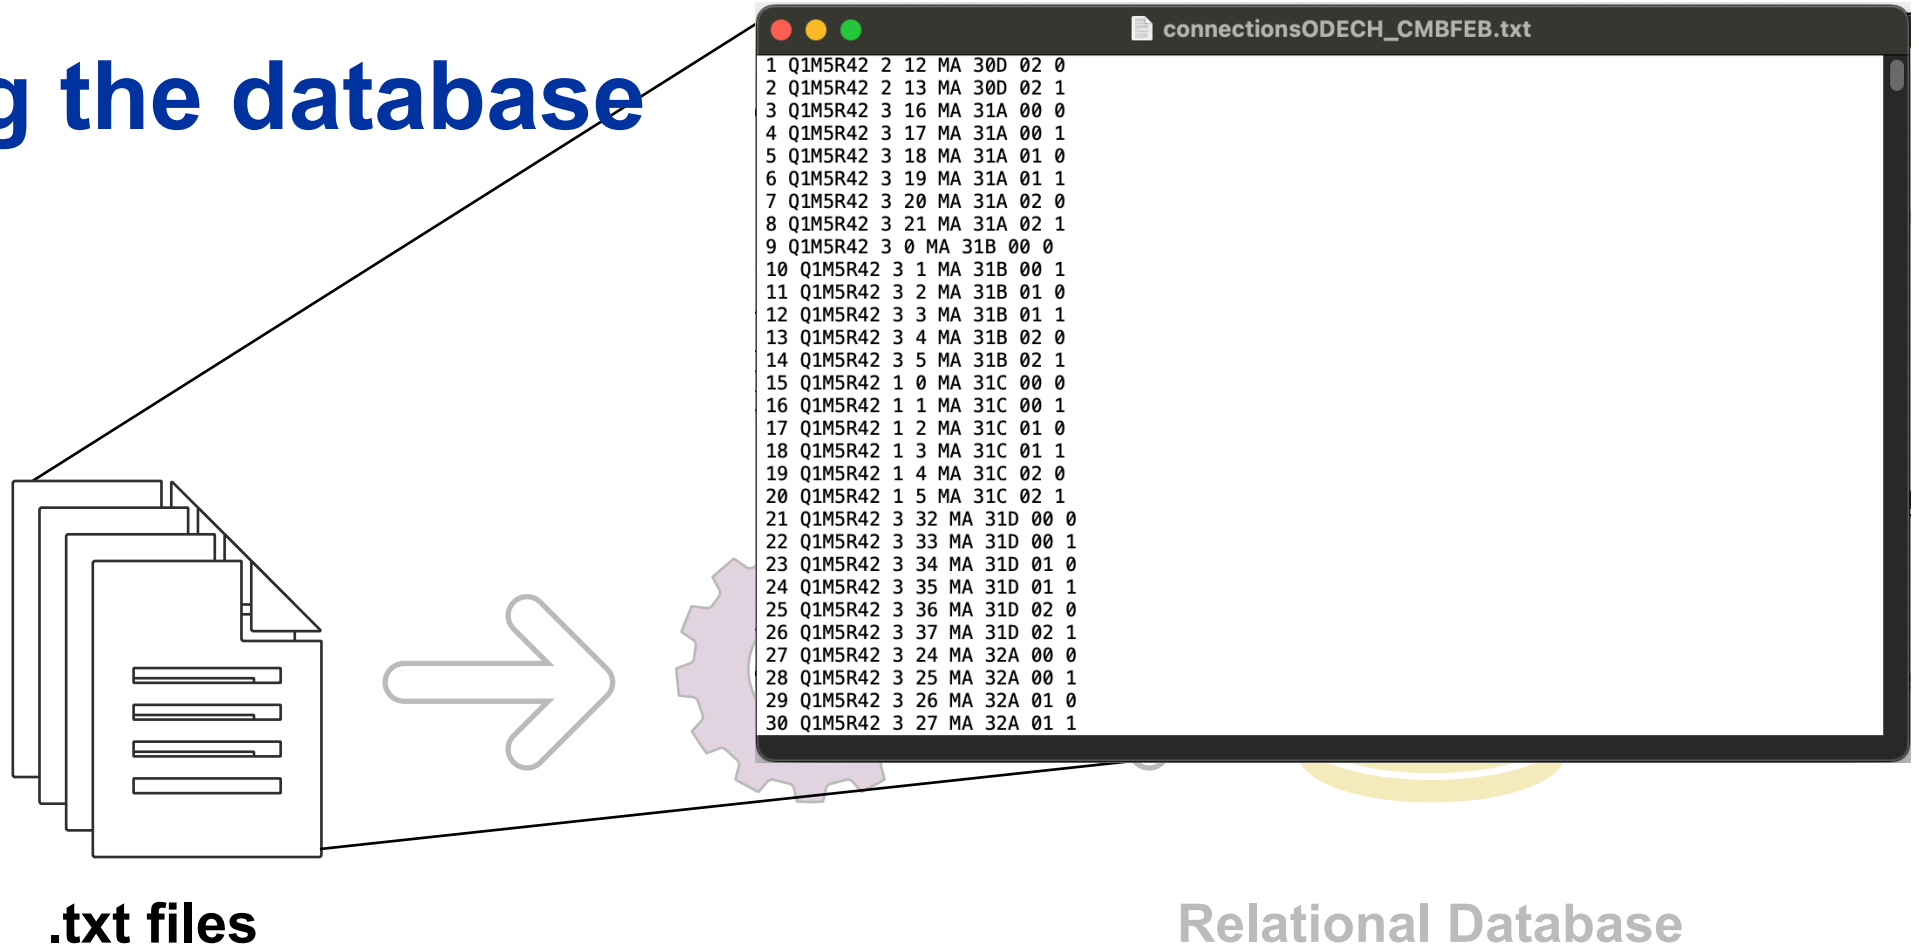 g the database
connectionsODECH_CMBFEB.txt
1 Q1M5R42 2 12 MA 30D 02 0
2 Q1M5R42 2 13 MA 30D 02 1
3 Q1M5R42 3 16 MA 31A 00 0
4 Q1M5R42 3 17 MA 31A 00 1
5 Q1M5R42 3 18 MA 31A 01 0
6 Q1M5R42 3 19 MA 31A 01 1
7 Q1M5R42 3 20 MA 31A 02 0
8 Q1M5R42 3 21 MA 31A 02 1
9 Q1M5R42 3 0 MA 31B 00 0
10 Q1M5R42 3 1 MA 31B 00 1
11 Q1M5R42 3 2 MA 31B 01 0
12 Q1M5R42 3 3 MA 31B 01 1
13 Q1M5R42 3 4 MA 31B 02 0
14 Q1M5R42 3 5 MA 31B 02 1
15 Q1M5R42 1 0 MA 31C 00 0
16 Q1M5R42 1 1 MA 31C 00 1
17 Q1M5R42 1 2 MA 31C 01 0
18 Q1M5R42 1 3 MA 31C 01 1
19 Q1M5R42 1 4 MA 31C 02 0
20 Q1M5R42 1 5 MA 31C 02 1
21 Q1M5R42 3 32 MA 31D 00 0
22 Q1M5R42 3 33 MA 31D 00 1
23 Q1M5R42 3 34 MA 31D 01 0
24 Q1M5R42 3 35 MA 31D 01 1
25 Q1M5R42 3 36 MA 31D 02 0
26 Q1M5R42 3 37 MA 31D 02 1
27 Q1M5R42 3 24 MA 32A 00 0
28 Q1M5R42 3 25 MA 32A 00 1
29 Q1M5R42 3 26 MA 32A 01 0
30 Q1M5R42 3 27 MA 32A 01 1
.txt files
Relational Database